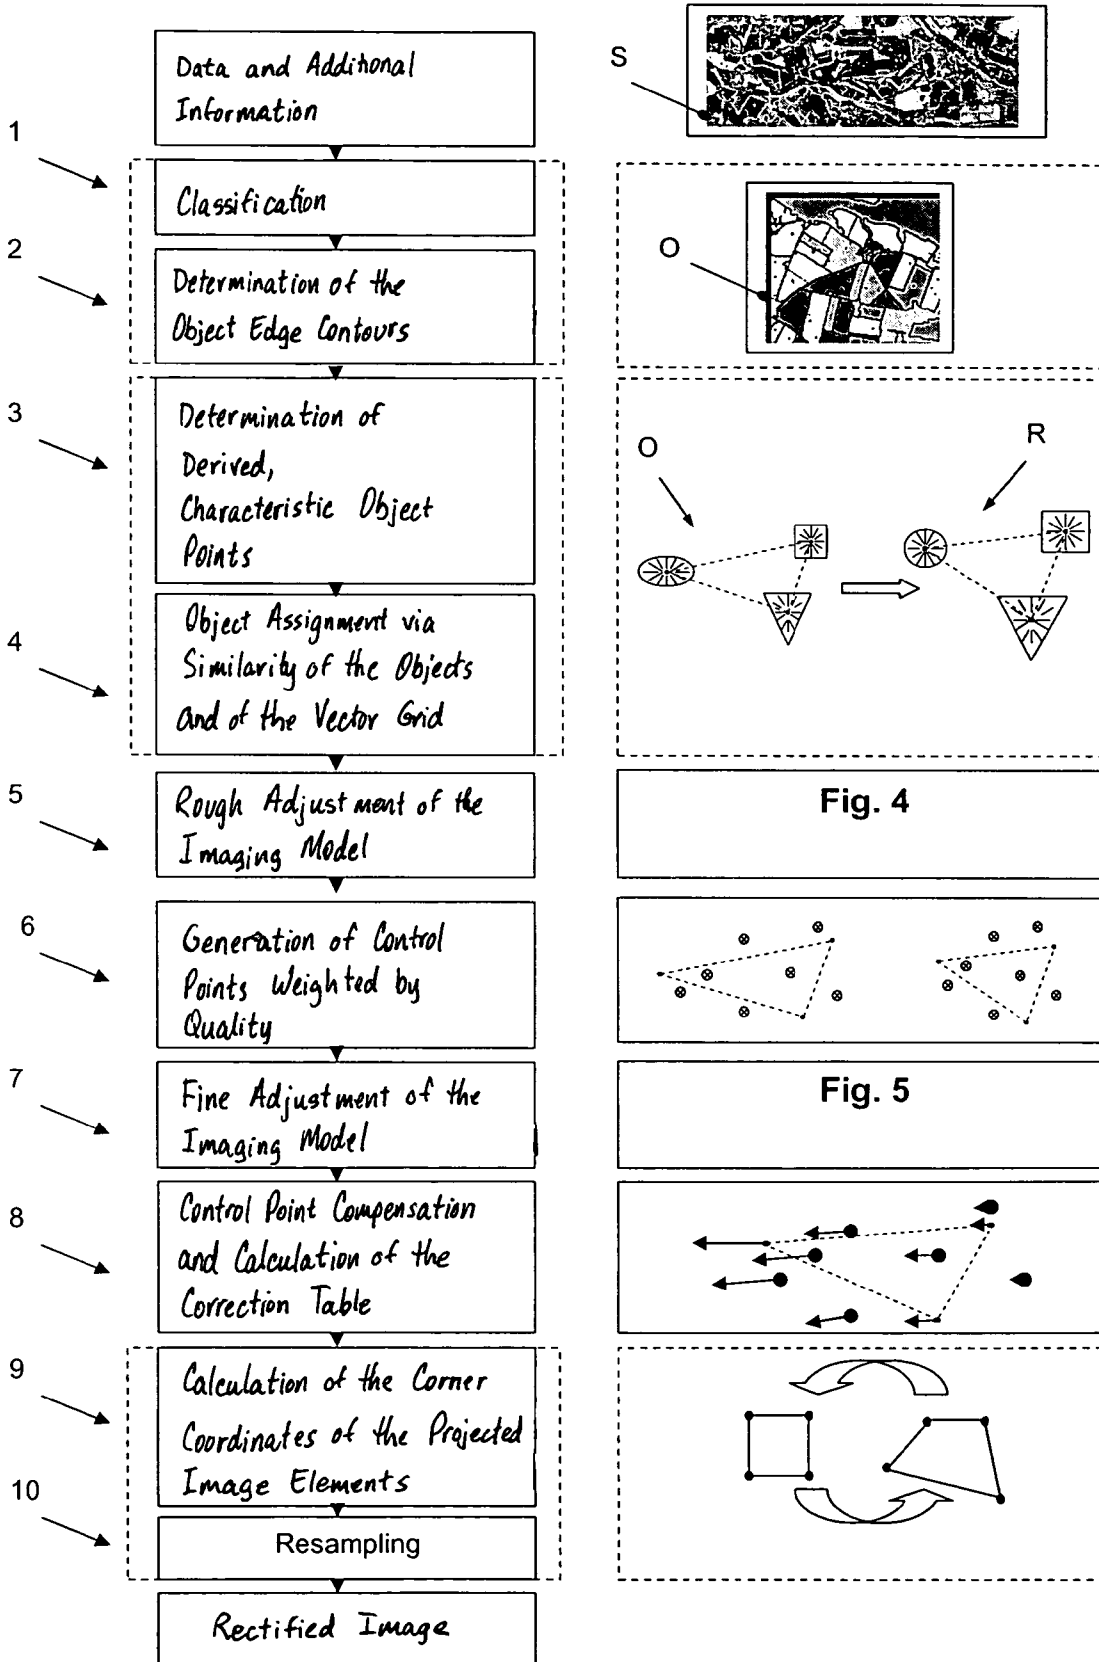 Data and Additional
Information
S
1
Classification
2
Determination of the
Object Edge Contours
O
3
Determination of
Derived,
Characteristic Object
Points
O
R
4
Object Assignment via
Similarity of the Objects
and of the Vector Grid
5
Rough Adjustment of the
Imaging Model
Fig. 4
6
Generation of Control
Points Weighted by
Quality
7
Fine Adjustment of the
Imaging Model
Fig. 5
8
Control Point Compensation
and Calculation of the
Correction Table
9
Calculation of the Corner
Coordinates of the Projected
Image Elements
10
Resampling
Rectified Image